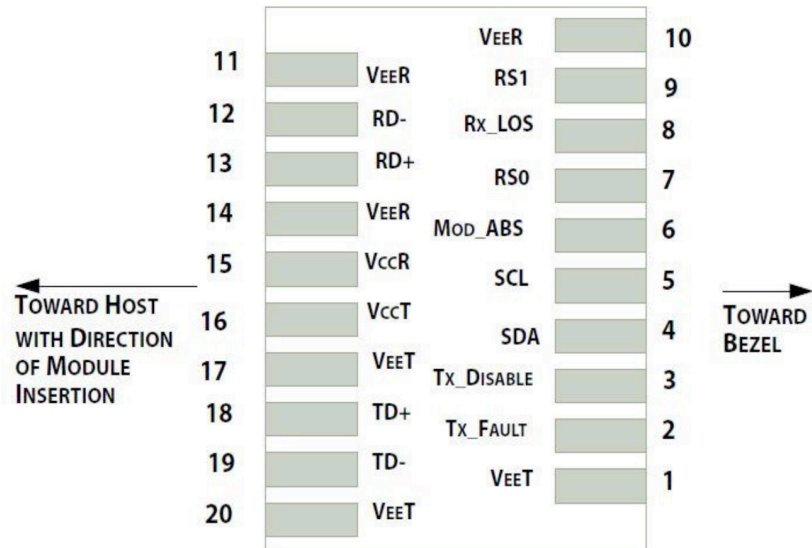 11 VEER
12 RD-
13 RD+
14 VEER
15 VCCR
16 VCCT
17 VEET
18 TD+
19 TD-
20 VEET
VEER 10
RS1 9
RX_LOS 8
RS0 7
MOD_ABS 6
SCL 5
SDA 4
TX_DISABLE 3
TX_FAULT 2
VEET 1
TOWARD HOST
WITH DIRECTION
OF MODULE
INSERTION
TOWARD
BEZEL